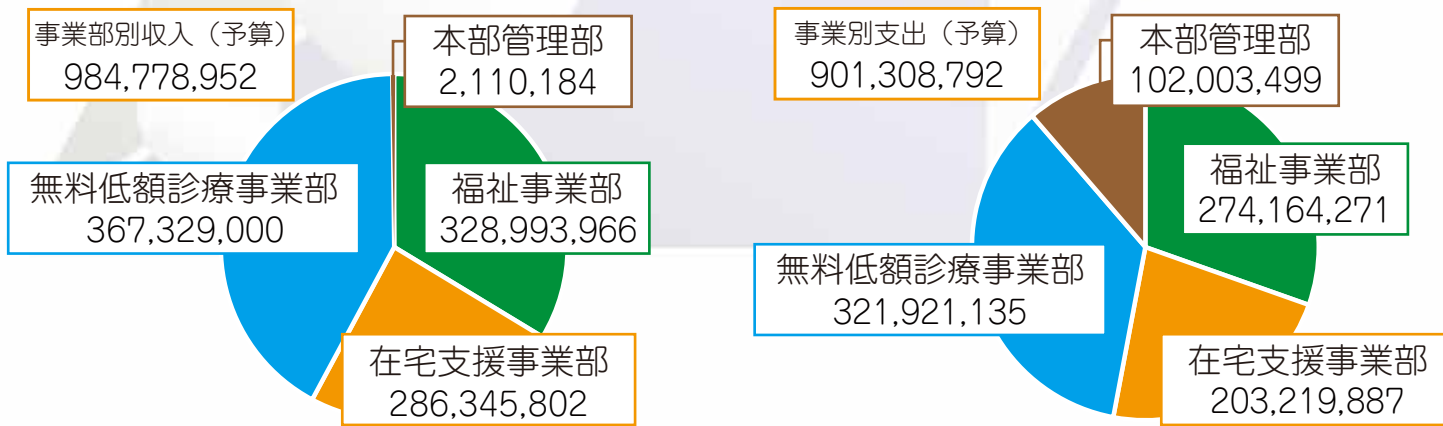 事業部別収入（予算）
984,778,952
本部管理部
2,110,184
無料低額診療事業部
367,329,000
福祉事業部
328,993,966
在宅支援事業部
286,345,802
事業別支出（予算）
901,308,792
本部管理部
102,003,499
福祉事業部
274,164,271
無料低額診療事業部
321,921,135
在宅支援事業部
203,219,887